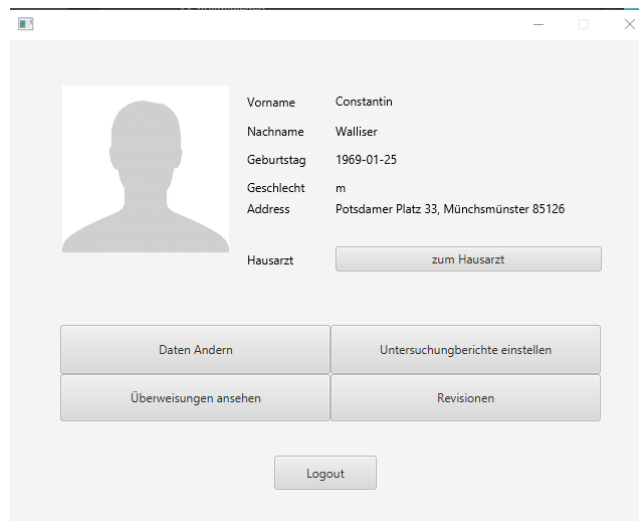 Vorname Constantin
Nachname Walliser
Geburtstag 1969-01-25
Geschlecht m
Address Potsdamer Platz 33, Münchsmünster 85126
Hausarzt zum Hausarzt
Daten Andern Untersuchungberichte einstellen
Überweisungen ansehen Revisionen
Logout